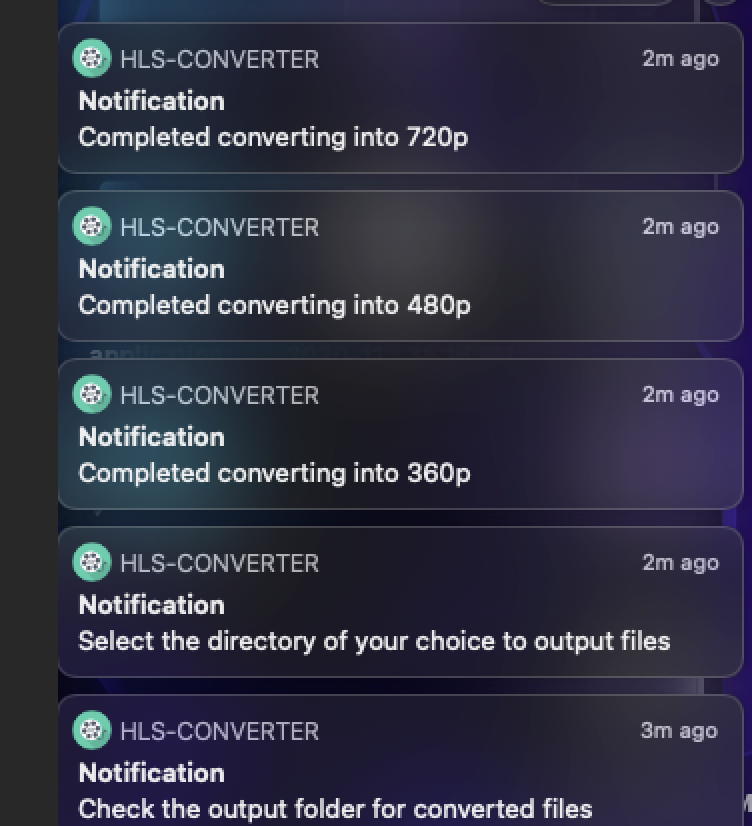 HLS-CONVERTER 2m ago
Notification
Completed converting into 720p
HLS-CONVERTER 2m ago
Notification
Completed converting into 480p
HLS-CONVERTER 2m ago
Notification
Completed converting into 360p
HLS-CONVERTER 2m ago
Notification
Select the directory of your choice to output files
HLS-CONVERTER 3m ago
Notification
Check the output folder for converted files